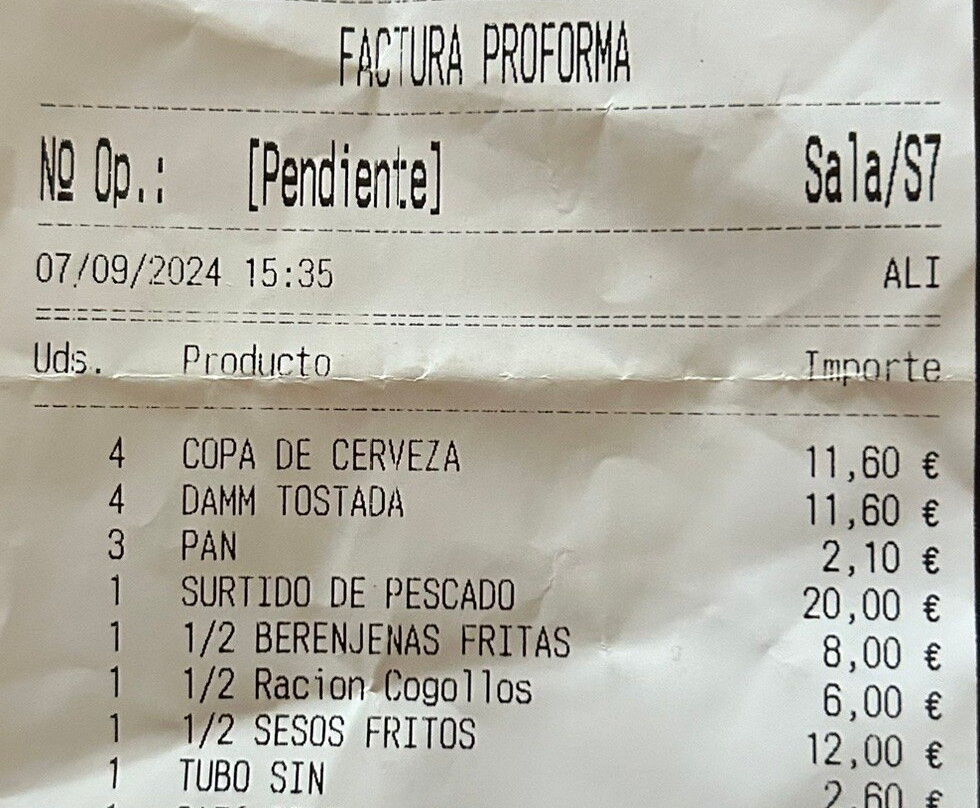 FACTURA PROFORMA
Nº Op.: [Pendiente] Sala/S7
07/09/2024 15:35 ALI
Uds. Producto Importe
4 COPA DE CERVEZA 11,60 €
4 DAMM TOSTADA 11,60 €
3 PAN 2,10 €
1 SURTIDO DE PESCADO 20,00 €
1 1/2 BERENJENAS FRITAS 8,00 €
1 1/2 Racion Cogollos 6,00 €
1 1/2 SESOS FRITOS 12,00 €
1 TUBO SIN 2,60 €